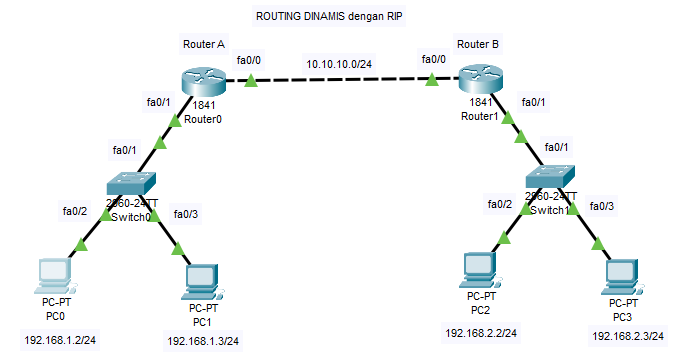 ROUTING DINAMIS dengan RIP
Router A
Router B
fa0/0
10.10.10.0/24
fa0/0
1841
Router0
1841
Router1
fa0/1
fa0/1
fa0/1
fa0/1
2960-24TT
Switch0
2960-24TT
Switch1
fa0/2
fa0/3
fa0/2
fa0/3
PC-PT
PC0
PC-PT
PC1
PC-PT
PC2
PC-PT
PC3
192.168.1.2/24
192.168.1.3/24
192.168.2.2/24
192.168.2.3/24